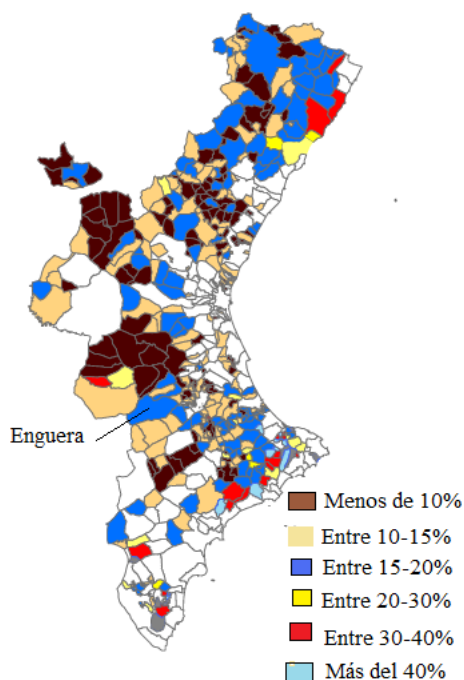 Enguera
Menos de 10%
Entre 10-15%
Entre 15-20%
Entre 20-30%
Entre 30-40%
Más del 40%